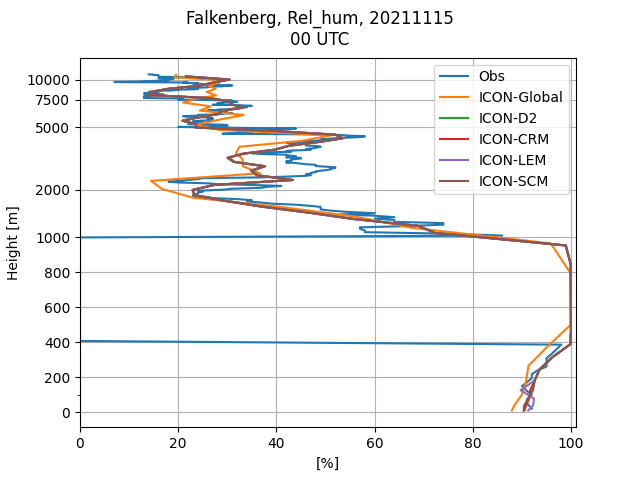 Falkenberg, Rel_hum, 20211115
00 UTC
Obs
ICON-Global
ICON-D2
ICON-CRM
ICON-LEM
ICON-SCM
Height [m]
10000
7500
5000
2000
1000
800
600
400
200
0
0 20 40 60 80 100
[%]